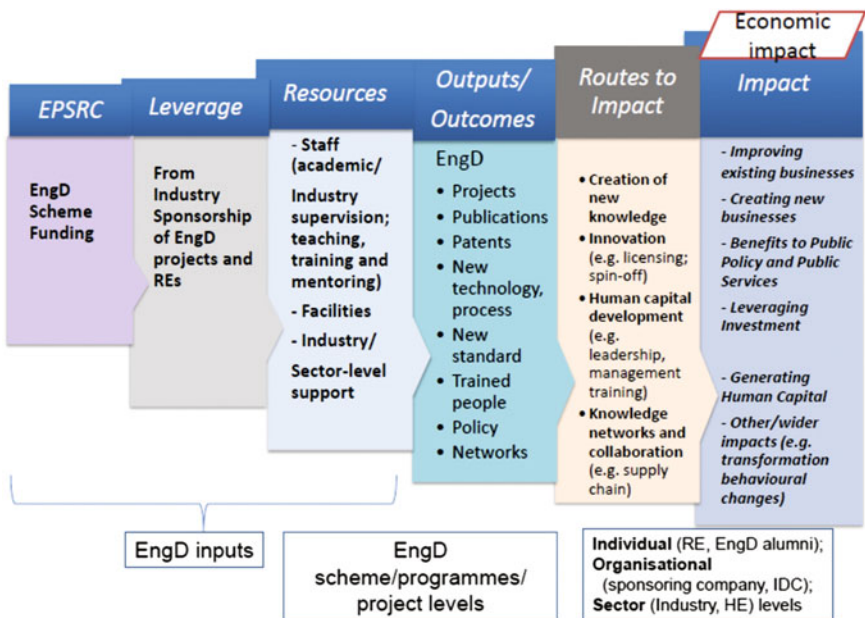 Economic
impact
EPSRC
Leverage
Resources
Outputs/
Outcomes
Routes to
Impact
Impact
EngD
Scheme
Funding
From
Industry
Sponsorship
of EngD
projects and
REs
- Staff
(academic/
Industry
supervision;
teaching,
training and
mentoring)
- Facilities
- Industry/
Sector-level
support
EngD
• Projects
• Publications
• Patents
• New
technology,
process
• New
standard
• Trained
people
• Policy
• Networks
• Creation of
new
knowledge
• Innovation
(e.g. licensing;
spin-off)
• Human capital
development
(e.g.
leadership,
management
training)
• Knowledge
networks and
collaboration
(e.g. supply
chain)
- Improving
existing businesses
- Creating new
businesses
- Benefits to Public
Policy and Public
Services
- Leveraging
Investment
- Generating
Human Capital
- Other/wider
impacts (e.g.
transformation
behavioural
changes)
EngD inputs
EngD
scheme/programmes/
project levels
Individual (RE, EngD alumni);
Organisational
(sponsoring company, IDC);
Sector (Industry, HE) levels